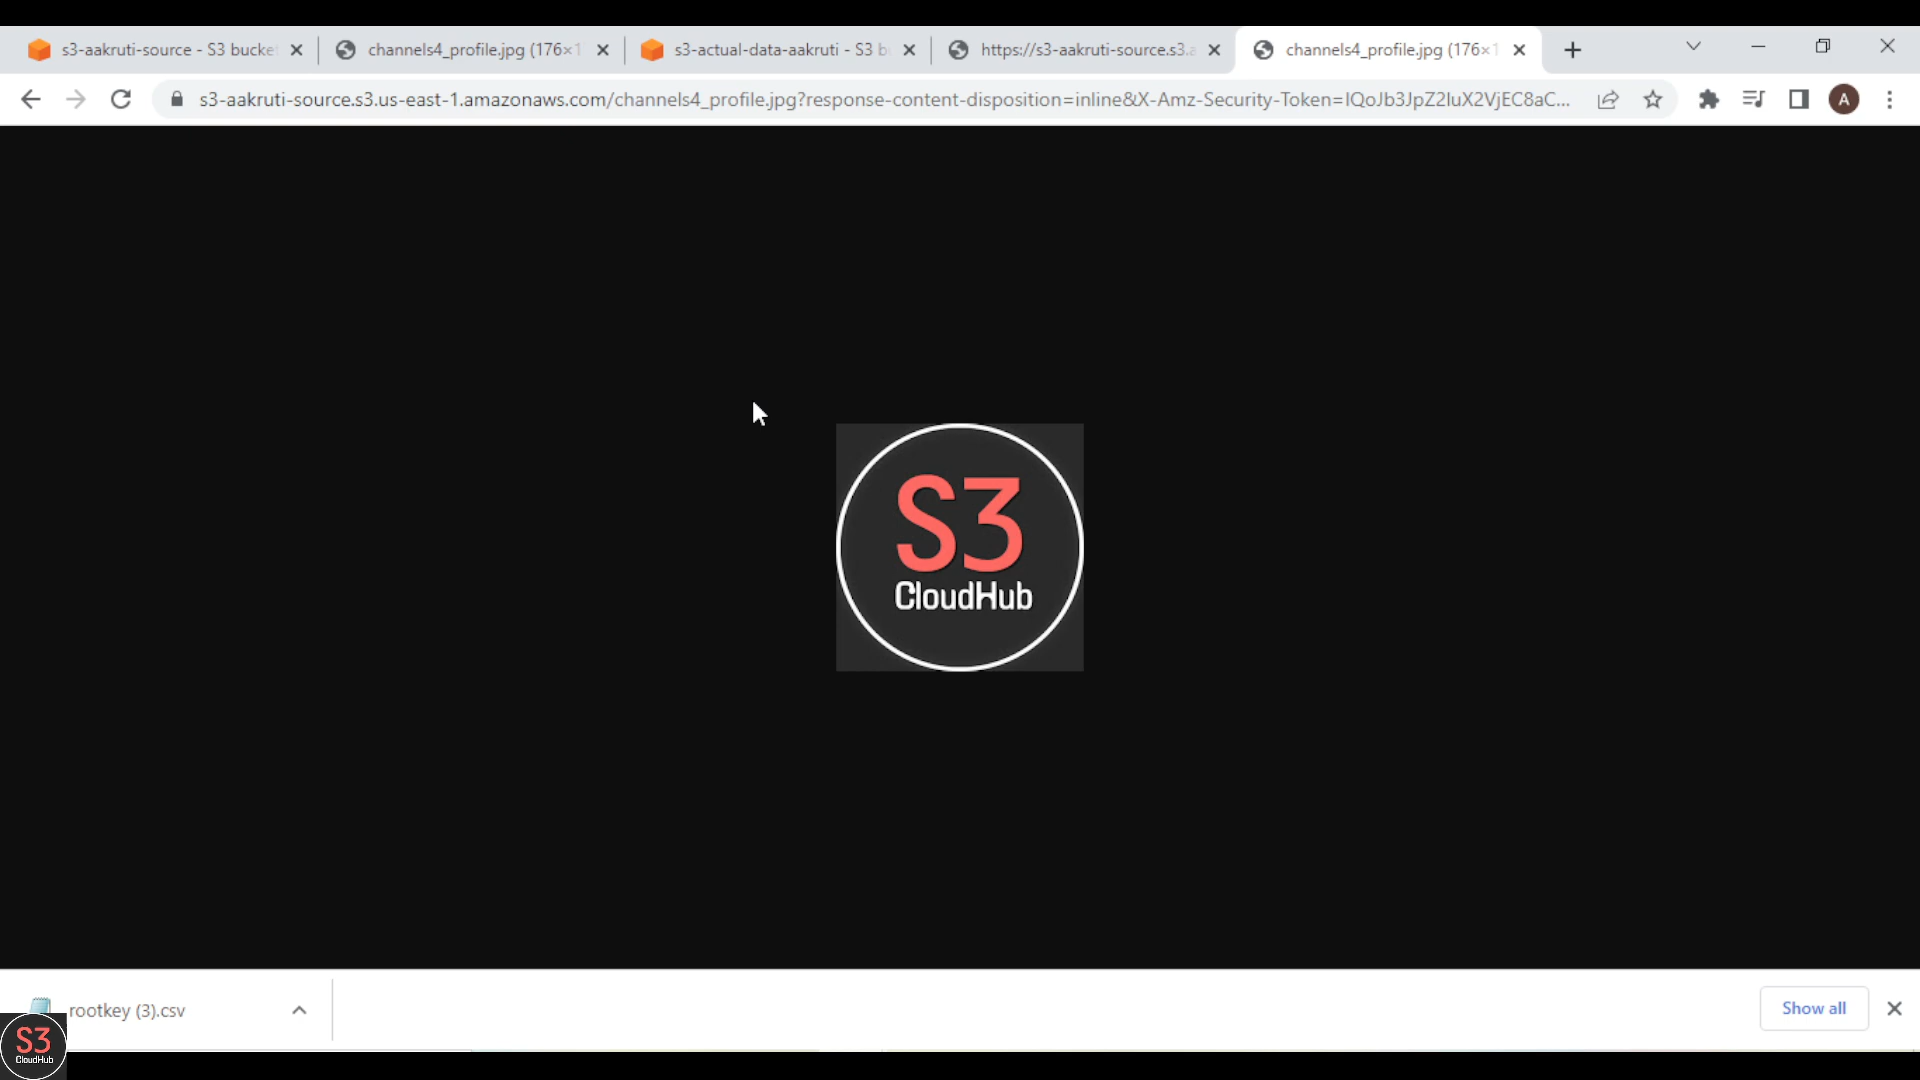 s3-aakruti-source - S3 bucke
channels4_profile.jpg (176×1
s3-actual-data-aakruti - S3 b
https://s3-aakruti-source.s3.a
channels4_profile.jpg (176×1
s3-aakruti-source.s3.us-east-1.amazonaws.com/channels4_profile.jpg?response-content-disposition=inline&X-Amz-Security-Token=IQoJb3JpZ2luX2VjEC8aC...
A
S3
CloudHub
rootkey (3).csv
Show all
S3
CloudHub